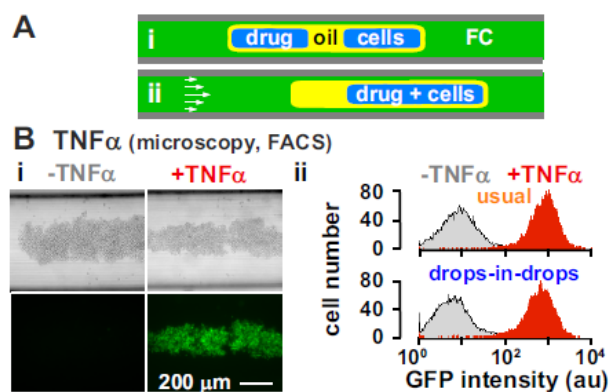 A
i drug oil cells FC
ii drug + cells
B TNFα (microscopy, FACS)
i -TNFα +TNFα
200 μm
ii -TNFα +TNFα
usual
80
40
0
drops-in-drops
80
40
0
cell number
10⁰ 10² 10⁴
GFP intensity (au)